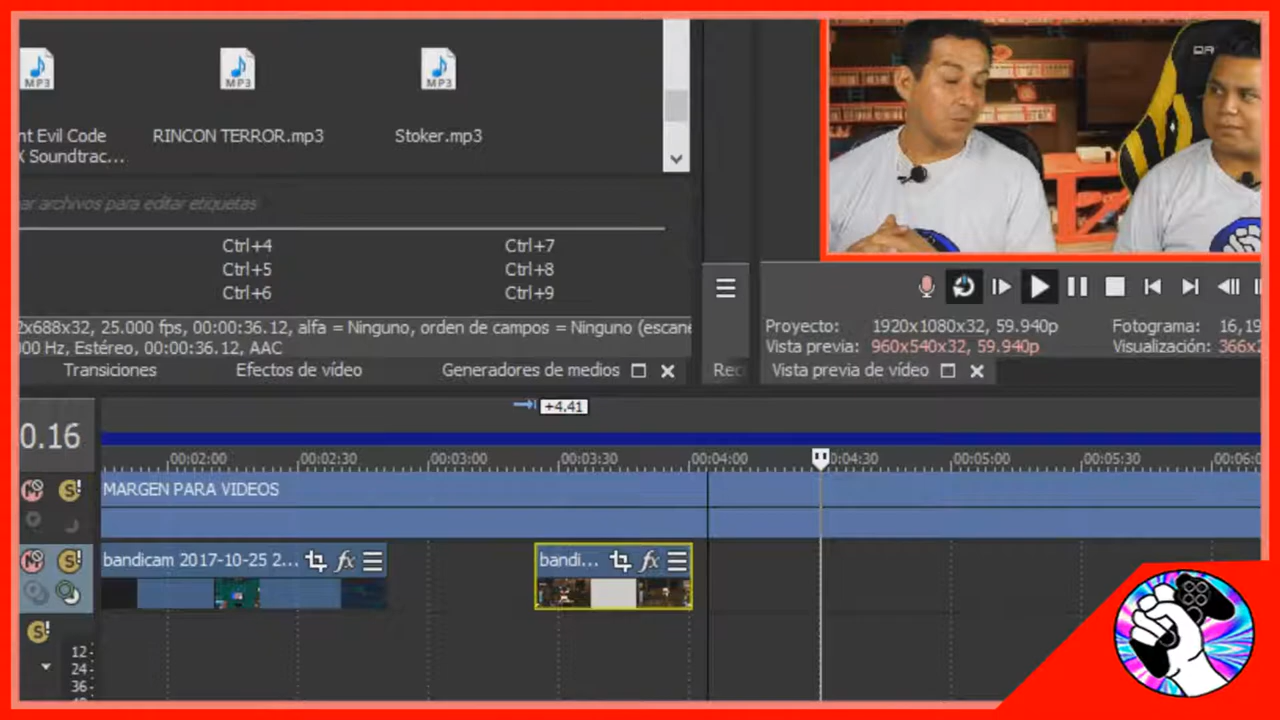 MP3
MP3
MP3
nt Evil Code
X Soundtrac...
RINCON TERROR.mp3
Stoker.mp3
ar archivos para editar etiquetas
Ctrl+4
Ctrl+7
Ctrl+5
Ctrl+8
Ctrl+6
Ctrl+9
2x688x32, 25.000 fps, 00:00:36.12, alfa = Ninguno, orden de campos = Ninguno (escane
000 Hz, Estéreo, 00:00:36.12, AAC
Transiciones
Efectos de vídeo
Generadores de medios
Proyecto: 1920x1080x32, 59.940p
Fotograma: 16,19
Vista previa: 960x540x32, 59.940p
Visualización: 366x2
Rec
Vista previa de vídeo
+4.41
0.16
00:02:00
00:02:30
00:03:00
00:03:30
00:04:00
0:04:30
00:05:00
00:05:30
00:06:0
MARGEN PARA VIDEOS
bandicam 2017-10-25 2...
fx
bandi...
fx
12-
24-
36-